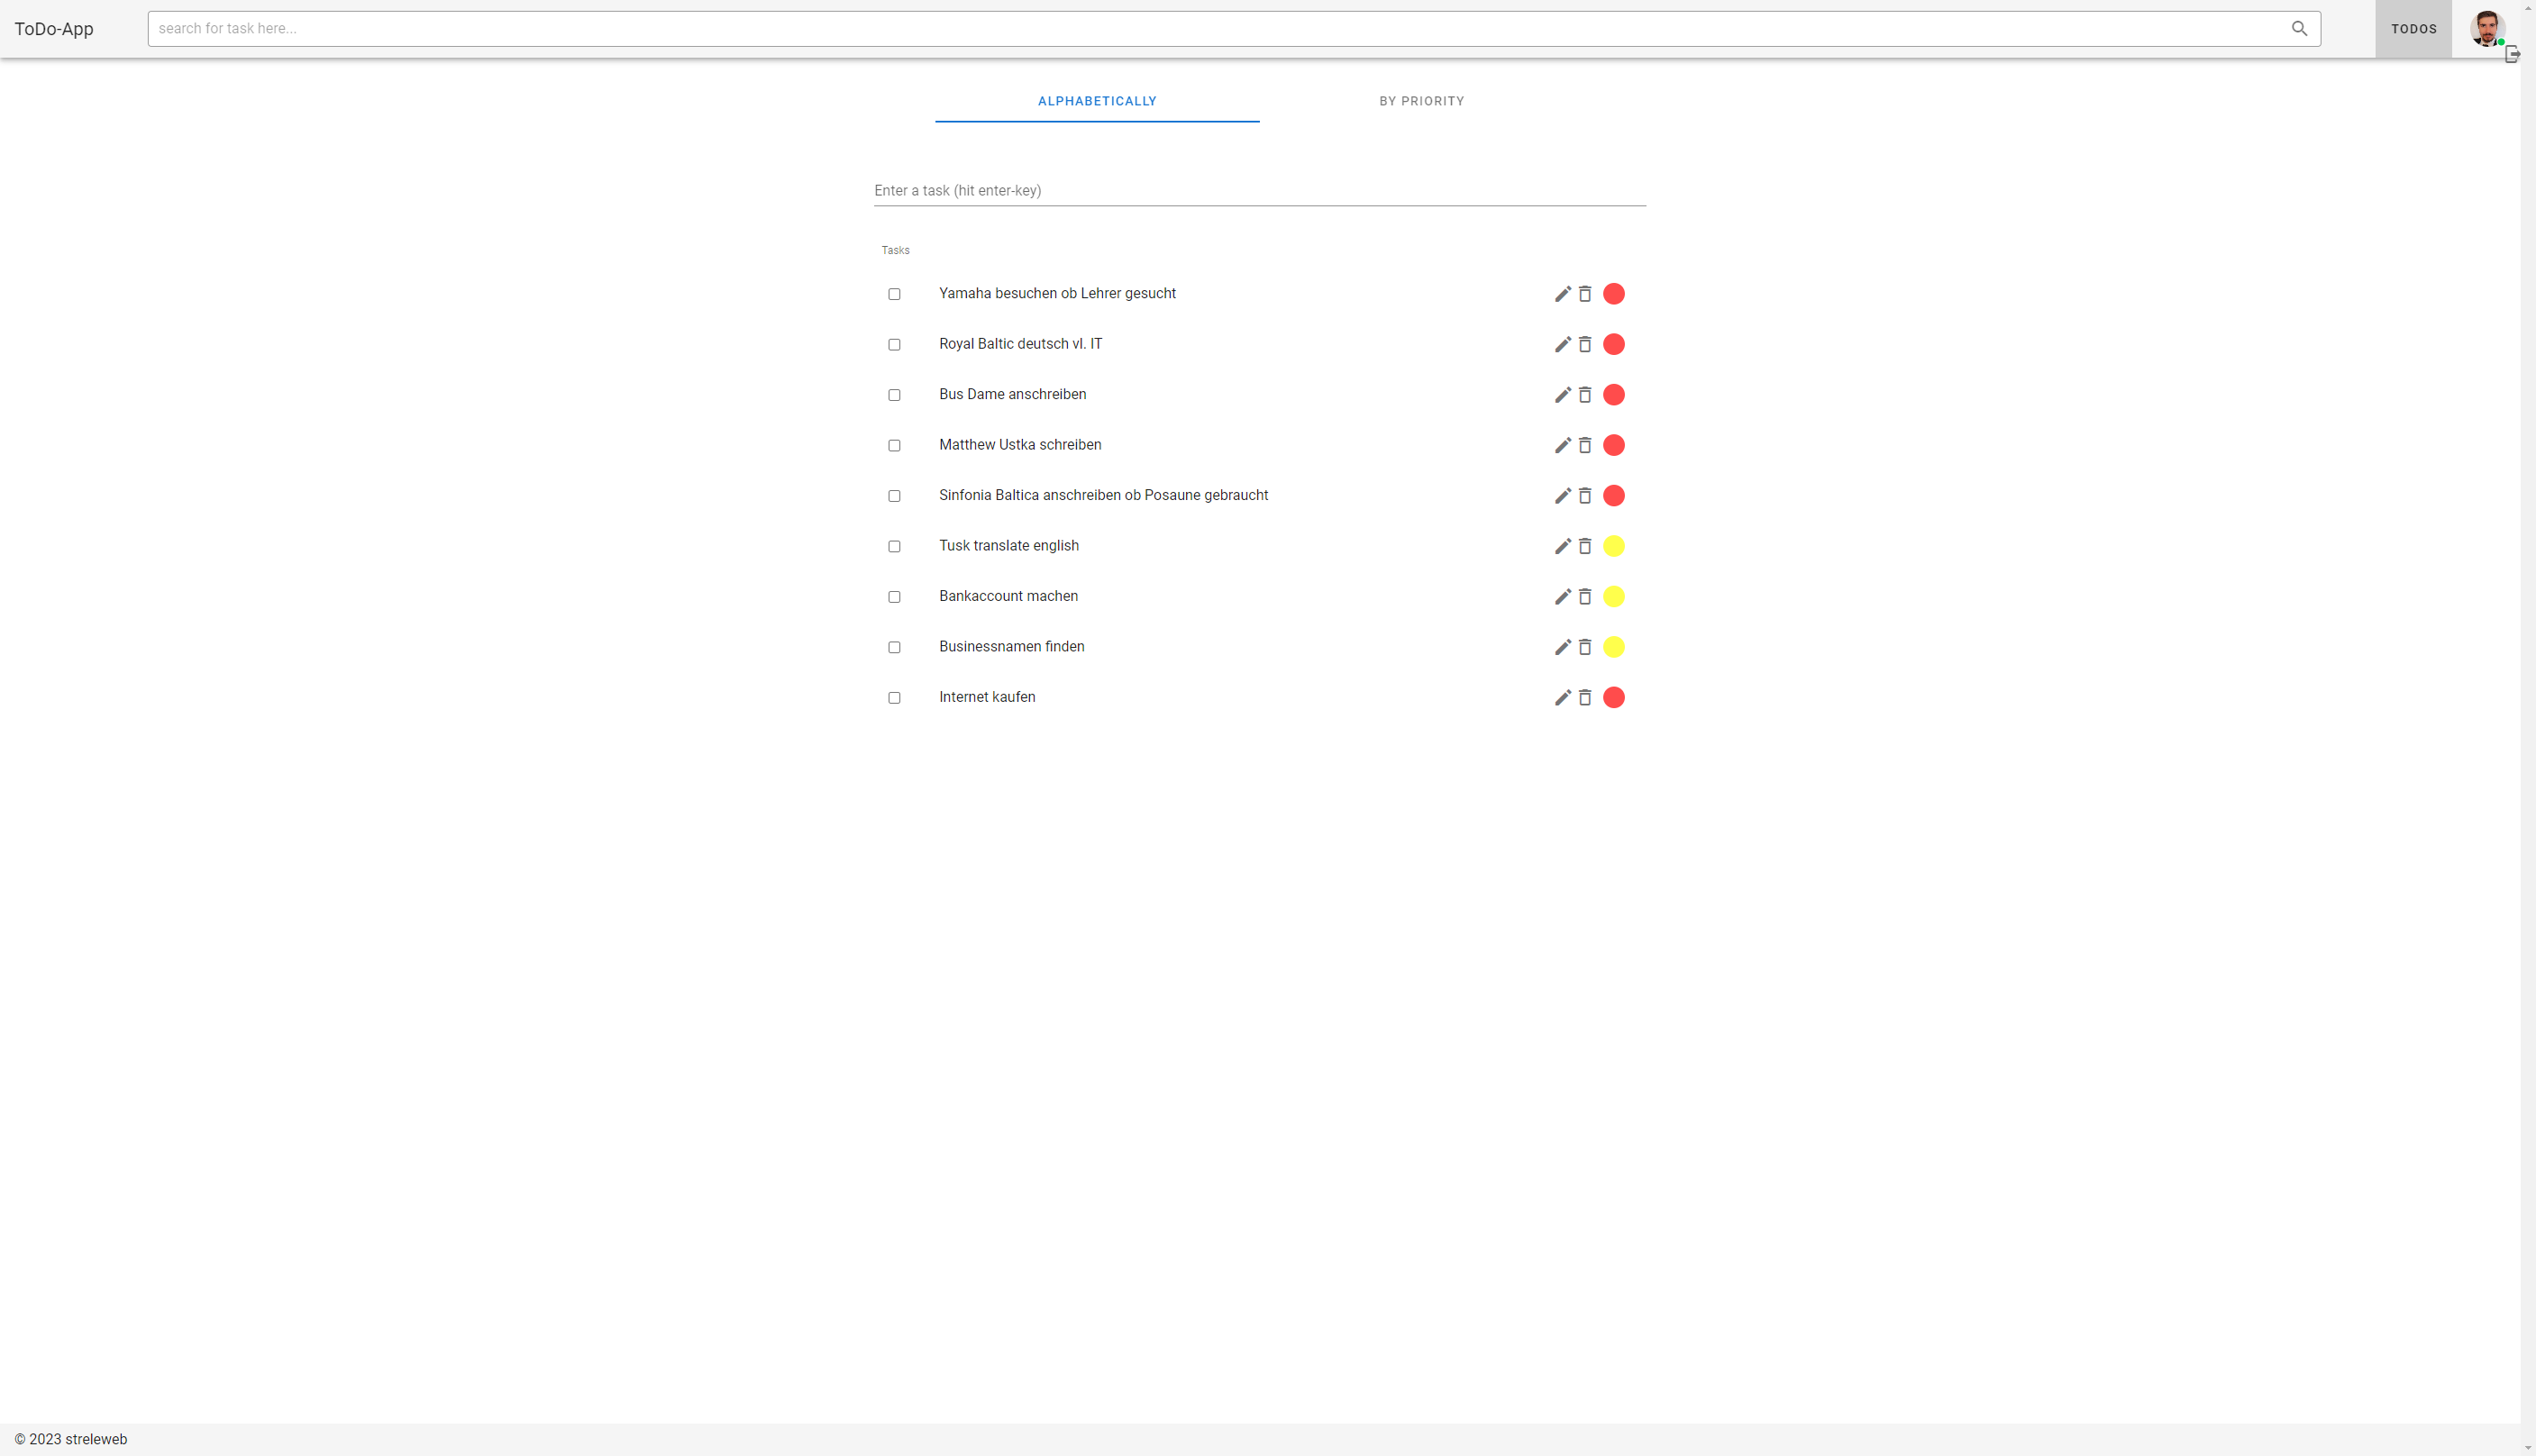 ToDo-App
search for task here...
TODOS
ALPHABETICALLY
BY PRIORITY
Enter a task (hit enter-key)
Tasks
Yamaha besuchen ob Lehrer gesucht
Royal Baltic deutsch vl. IT
Bus Dame anschreiben
Matthew Ustka schreiben
Sinfonia Baltica anschreiben ob Posaune gebraucht
Tusk translate english
Bankaccount machen
Businessnamen finden
Internet kaufen
© 2023 streleweb